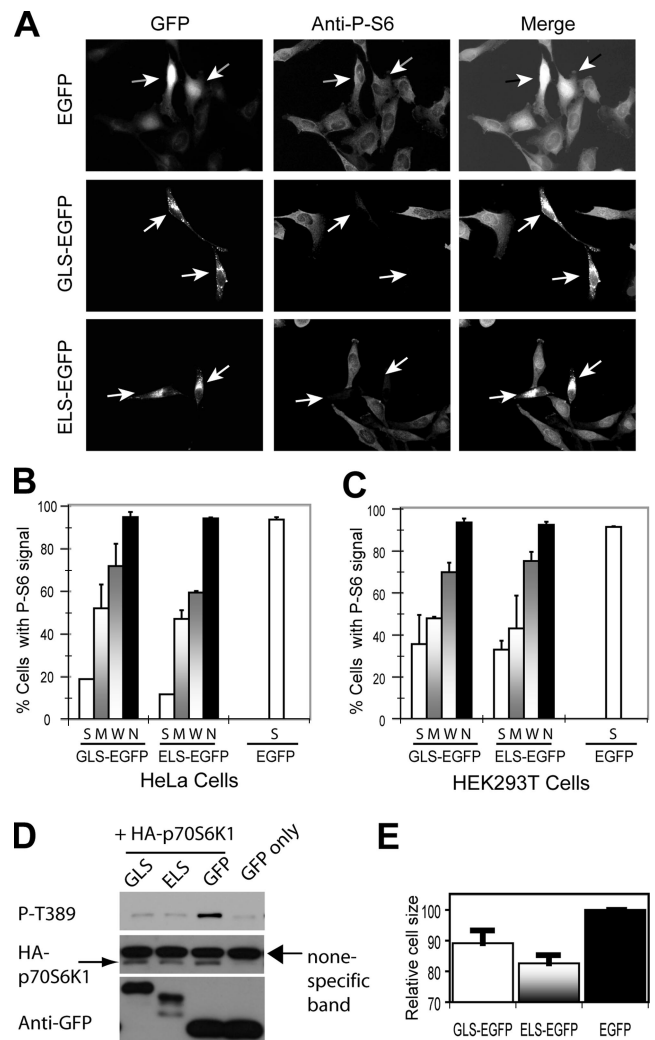 A
GFP Anti-P-S6 Merge
EGFP
GLS-EGFP
ELS-EGFP
B
% Cells with P-S6 signal
100
80
60
40
20
0
S M W N S M W N S
GLS-EGFP ELS-EGFP EGFP
HeLa Cells
C
% Cells with P-S6 signal
100
80
60
40
20
0
S M W N S M W N S
GLS-EGFP ELS-EGFP EGFP
HEK293T Cells
D
+ HA-p70S6K1
GLS ELS GFP GFP only
P-T389
HA-
p70S6K1
none-
specific
band
Anti-GFP
E
Relative cell size
100
90
80
70
GLS-EGFP ELS-EGFP EGFP